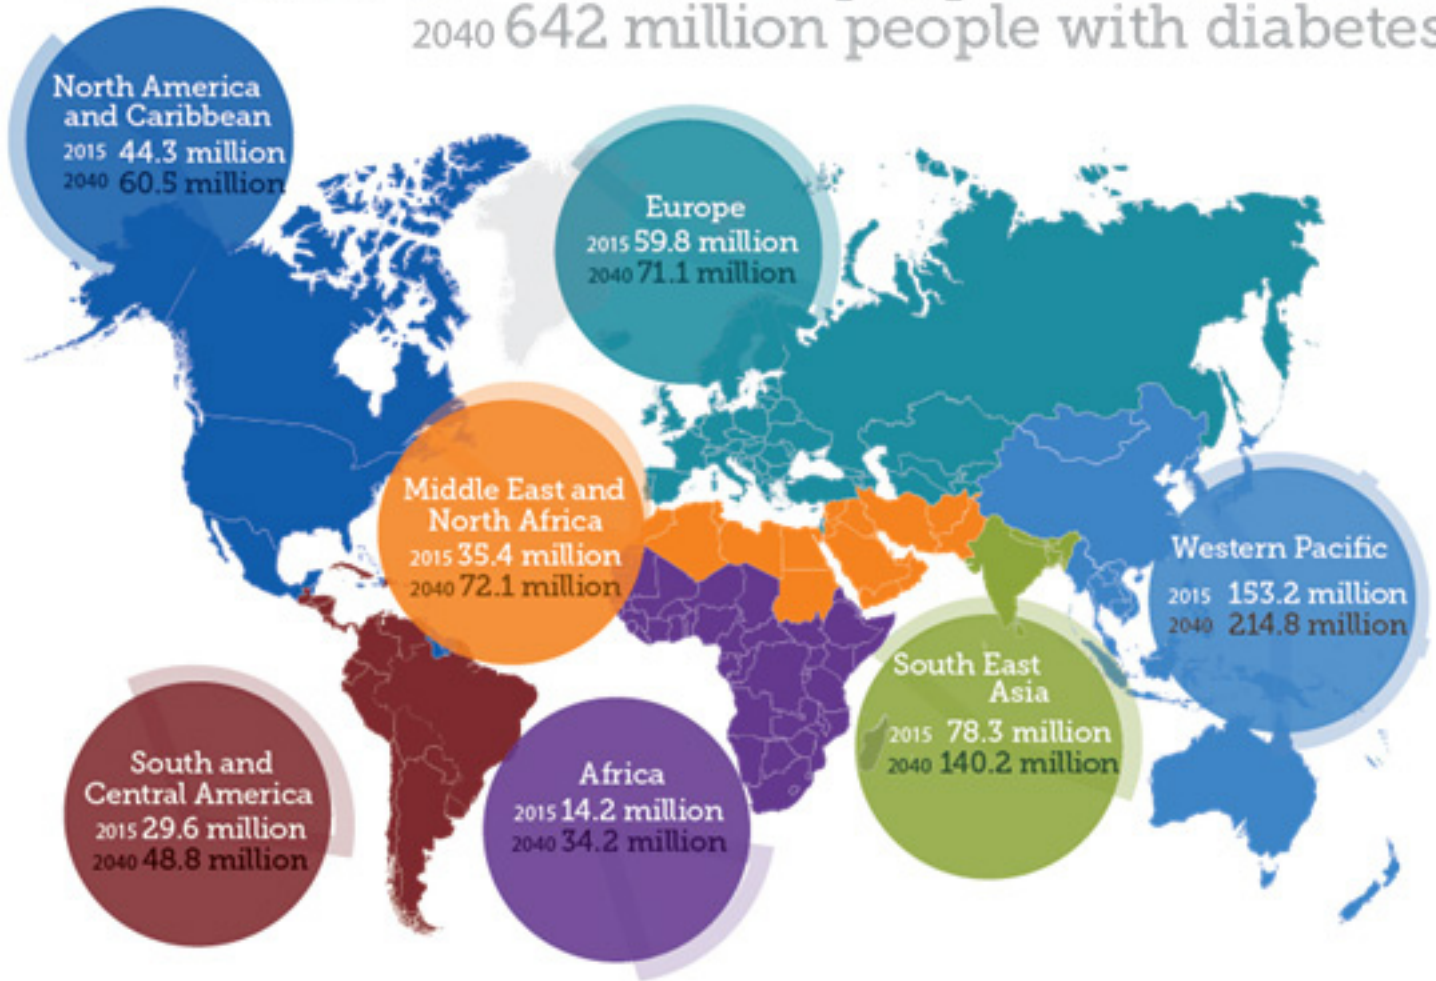 2040 642 million people with diabetes
North America
and Caribbean
2015 44.3 million
2040 60.5 million
Europe
2015 59.8 million
2040 71.1 million
Middle East and
North Africa
2015 35.4 million
2040 72.1 million
Western Pacific
2015 153.2 million
2040 214.8 million
South East
Asia
2015 78.3 million
2040 140.2 million
South and
Central America
2015 29.6 million
2040 48.8 million
Africa
2015 14.2 million
2040 34.2 million